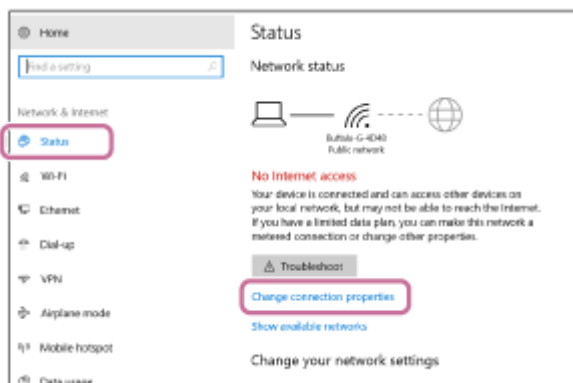 Home
Find a setting
Network & Internet
Status
Wi-Fi
Ethernet
Dial-up
VPN
Airplane mode
Mobile hotspot
Data usage
Status
Network status
Buffalo-G-4D40
Public network
No Internet access
Your device is connected and can access other devices on
your local network, but may not be able to reach the Internet.
If you have a limited data plan, you can make this network a
metered connection or change other properties.
Troubleshoot
Change connection properties
Show available networks
Change your network settings